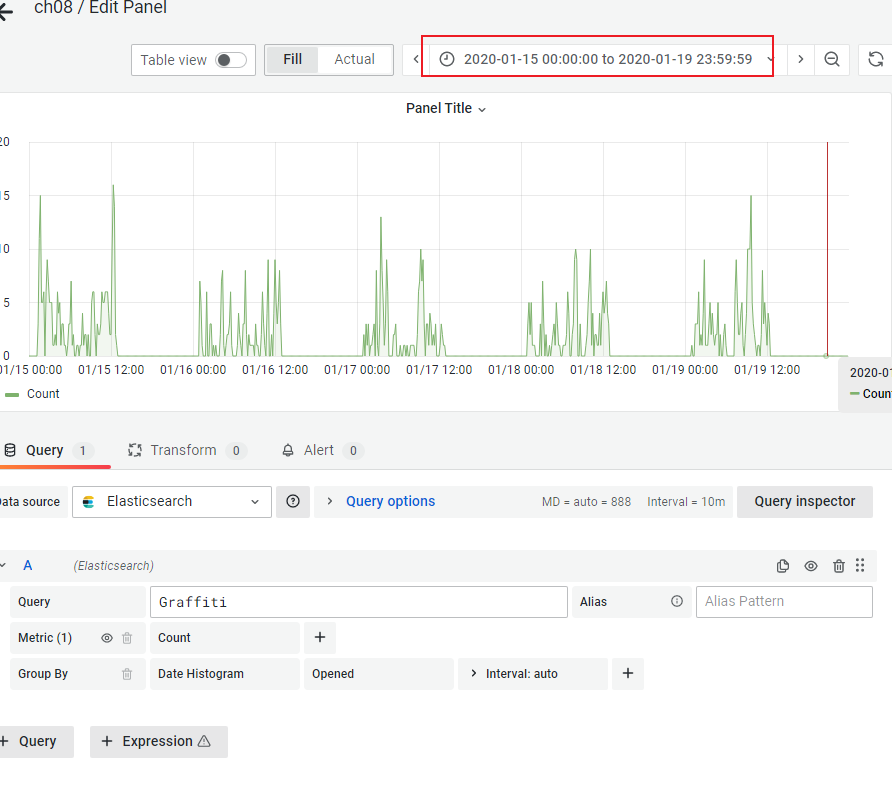 ch08 / Edit Panel
Table view Fill Actual 2020-01-15 00:00:00 to 2020-01-19 23:59:59
Panel Title
20
15
10
5
0
01/15 00:00 01/15 12:00 01/16 00:00 01/16 12:00 01/17 00:00 01/17 12:00 01/18 00:00 01/18 12:00 01/19 00:00 01/19 12:00
2020-01
Count
Coun
Query 1 Transform 0 Alert 0
Data source Elasticsearch Query options MD = auto = 888 Interval = 10m Query inspector
A (Elasticsearch)
Query Graffiti Alias Alias Pattern
Metric (1) Count +
Group By Date Histogram Opened > Interval: auto +
+ Query + Expression